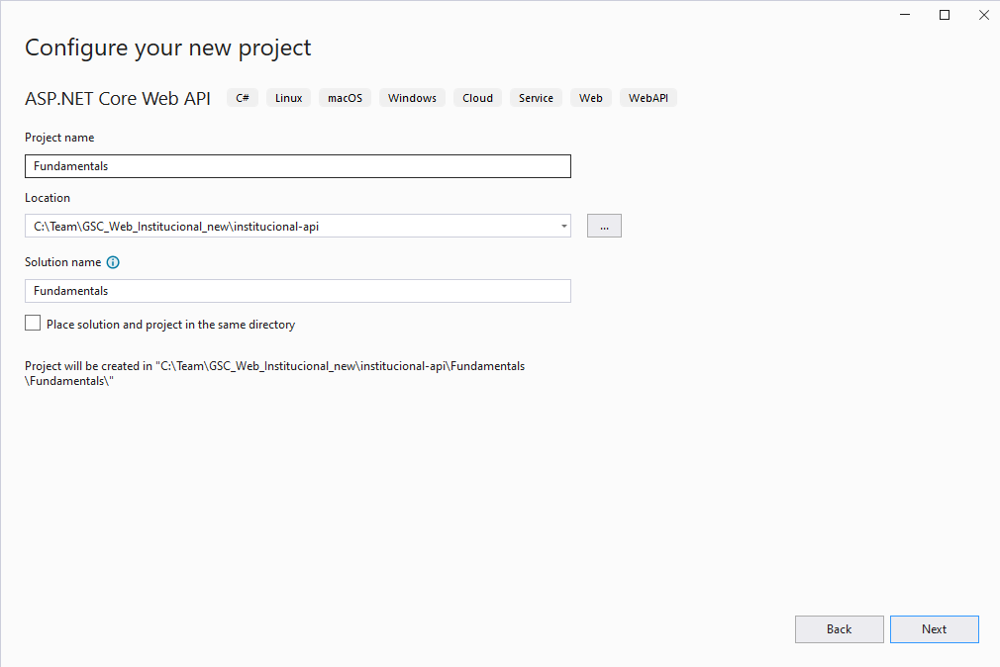 Configure your new project
ASP.NET Core Web API C# Linux macOS Windows Cloud Service Web WebAPI
Project name
Fundamentals
Location
C:\Team\GSC_Web_Institucional_new\institucional-api
...
Solution name
Fundamentals
Place solution and project in the same directory
Project will be created in "C:\Team\GSC_Web_Institucional_new\institucional-api\Fundamentals
\Fundamentals\"
Back Next